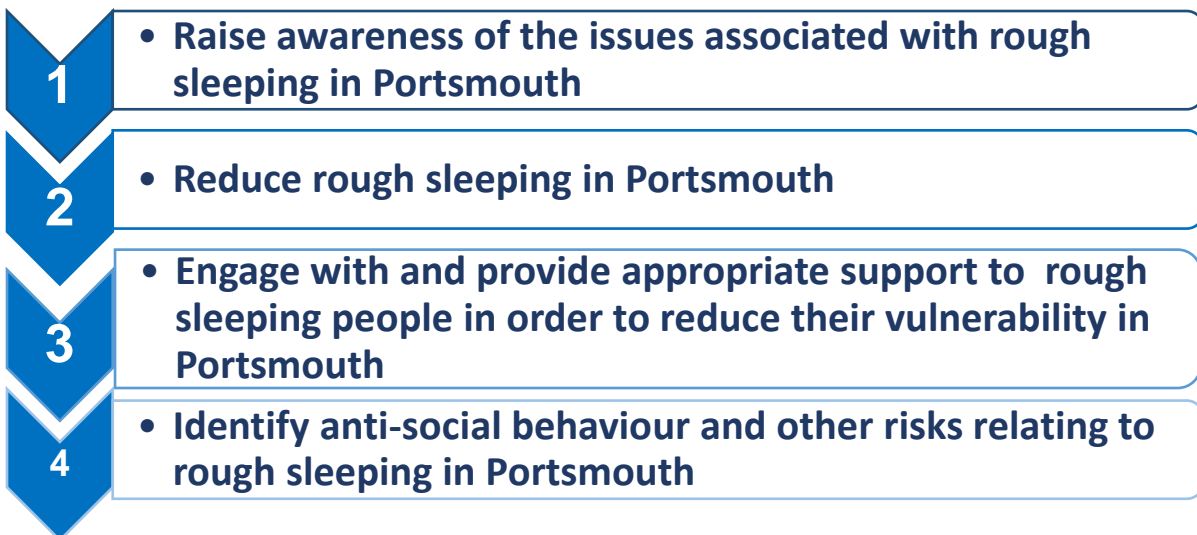 1
• Raise awareness of the issues associated with rough
sleeping in Portsmouth
2
• Reduce rough sleeping in Portsmouth
3
• Engage with and provide appropriate support to  rough
sleeping people in order to reduce their vulnerability in
Portsmouth
4
• Identify anti-social behaviour and other risks relating to
rough sleeping in Portsmouth